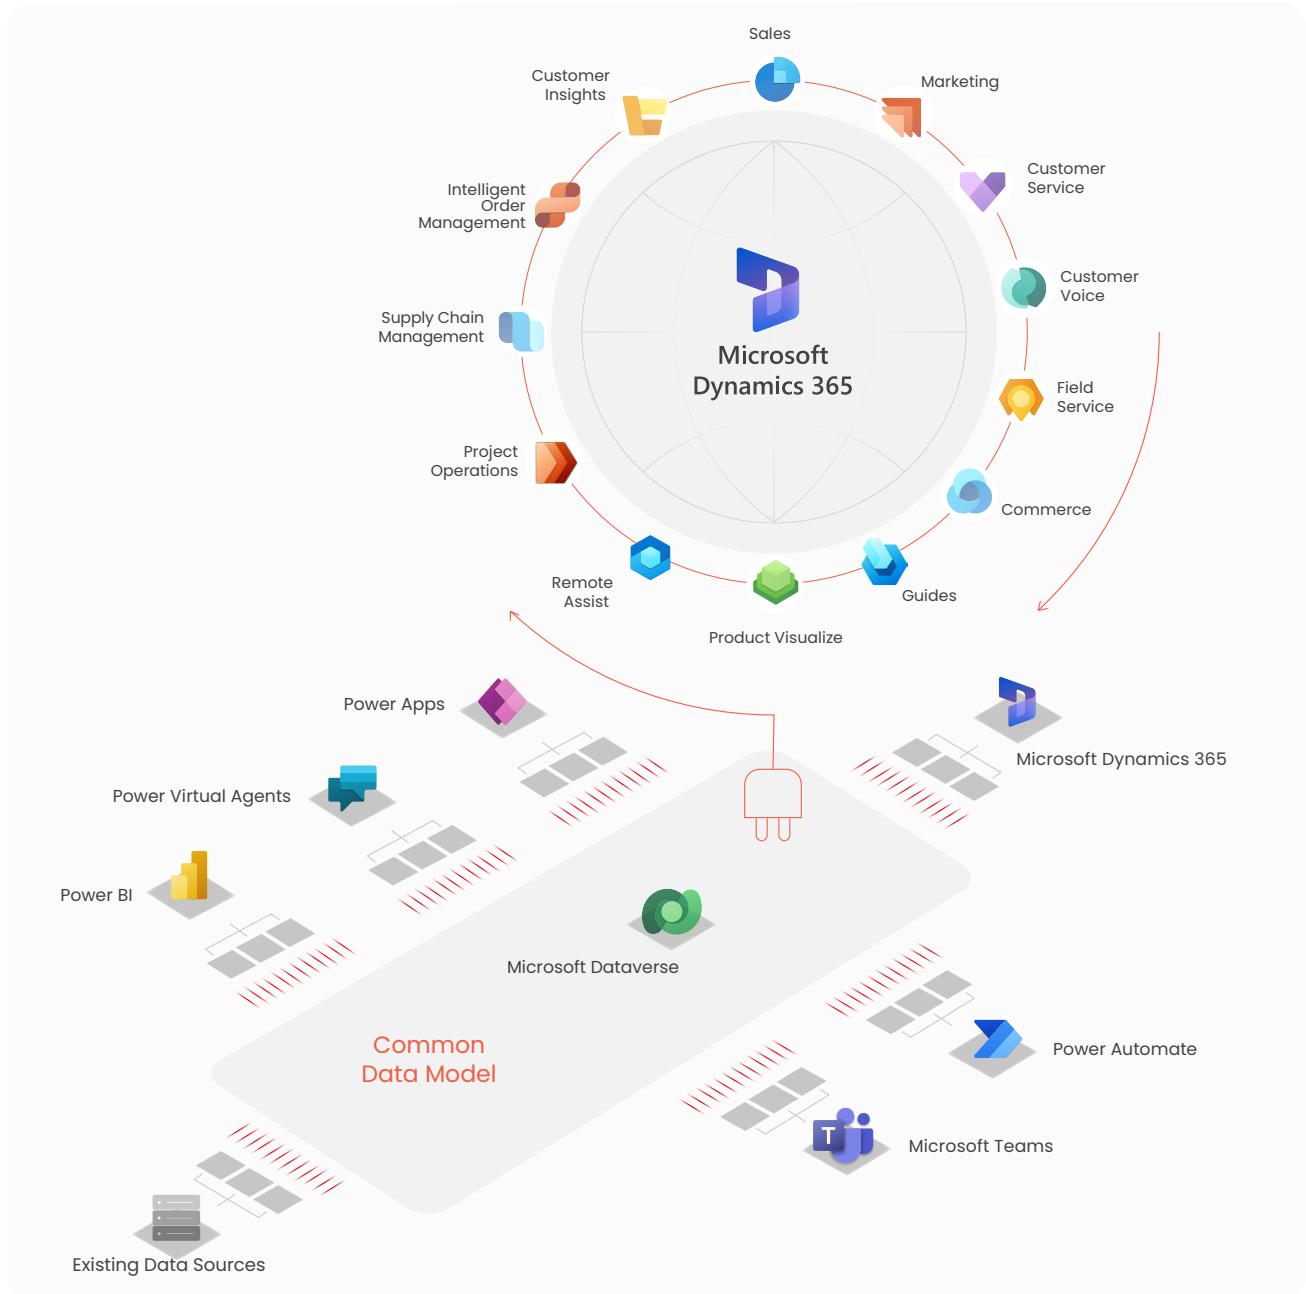 Sales
Customer
Insights
Marketing
Customer
Service
Intelligent
Order
Management
Customer
Voice
Supply Chain
Management
Microsoft
Dynamics 365
Field
Service
Project
Operations
Commerce
Remote
Assist
Guides
Product Visualize
Power Apps
Microsoft Dynamics 365
Power Virtual Agents
Power BI
Microsoft Dataverse
Common
Data Model
Power Automate
T
Microsoft Teams
Existing Data Sources